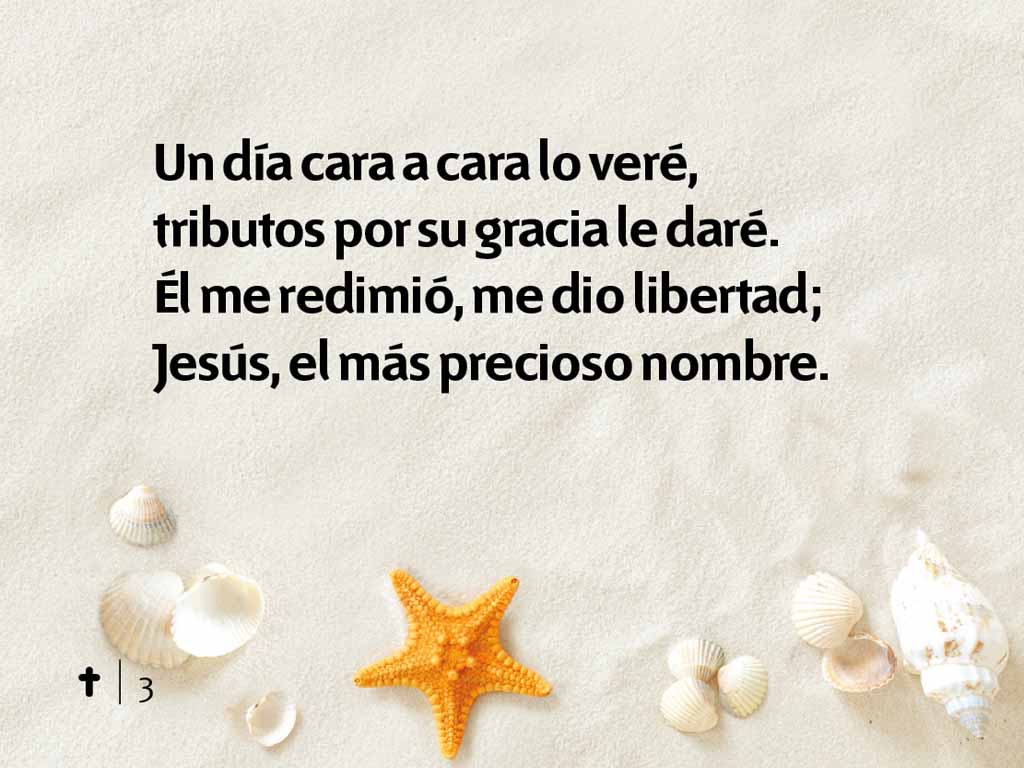 Un día cara a cara lo veré,
tributos por su gracia le daré.
Él me redimió, me dio libertad;
Jesús, el más precioso nombre.
3